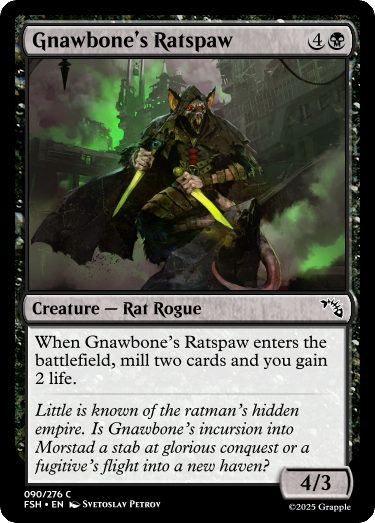 Gnawbone's Ratspaw 4
Creature — Rat Rogue
When Gnawbone's Ratspaw enters the
battlefield, mill two cards and you gain
2 life.
Little is known of the ratman's hidden
empire. Is Gnawbone's incursion into
Morstad a stab at glorious conquest or a
fugitive's flight into a new haven?
4/3
090/276 C
FSH • EN Svetoslav Petrov
©2025 Grapple